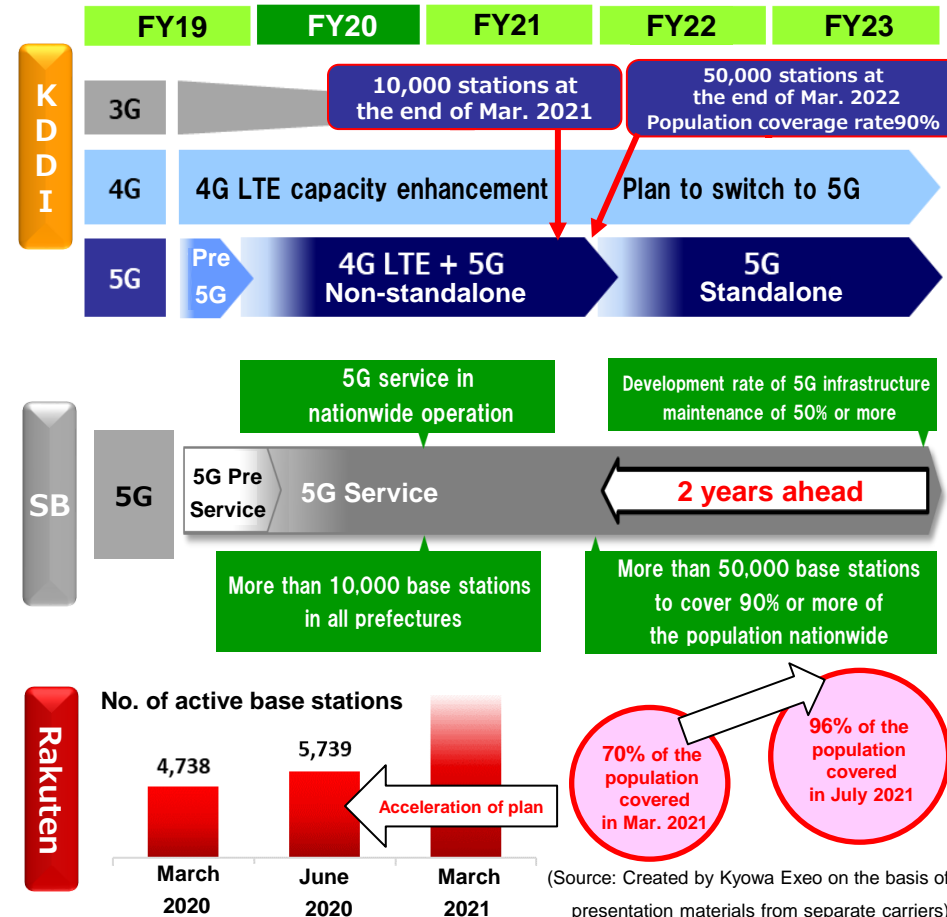 FY19 FY20 FY21 FY22 FY23
KDDI
3G
10,000 stations at
the end of Mar. 2021
50,000 stations at
the end of Mar. 2022
Population coverage rate90%
4G
4G LTE capacity enhancement
Plan to switch to 5G
5G
Pre
5G
4G LTE + 5G
Non-standalone
5G
Standalone
SB
5G
5G service in
nationwide operation
Development rate of 5G infrastructure
maintenance of 50% or more
5G Pre
Service
5G Service
2 years ahead
More than 10,000 base stations
in all prefectures
More than 50,000 base stations
to cover 90% or more of
the population nationwide
Rakuten
No. of active base stations
4,738
5,739
Acceleration of plan
70% of the
population
covered
in Mar. 2021
96% of the
population
covered
in July 2021
March
2020
June
2020
March
2021
(Source: Created by Kyowa Exeo on the basis of
presentation materials from separate carriers)